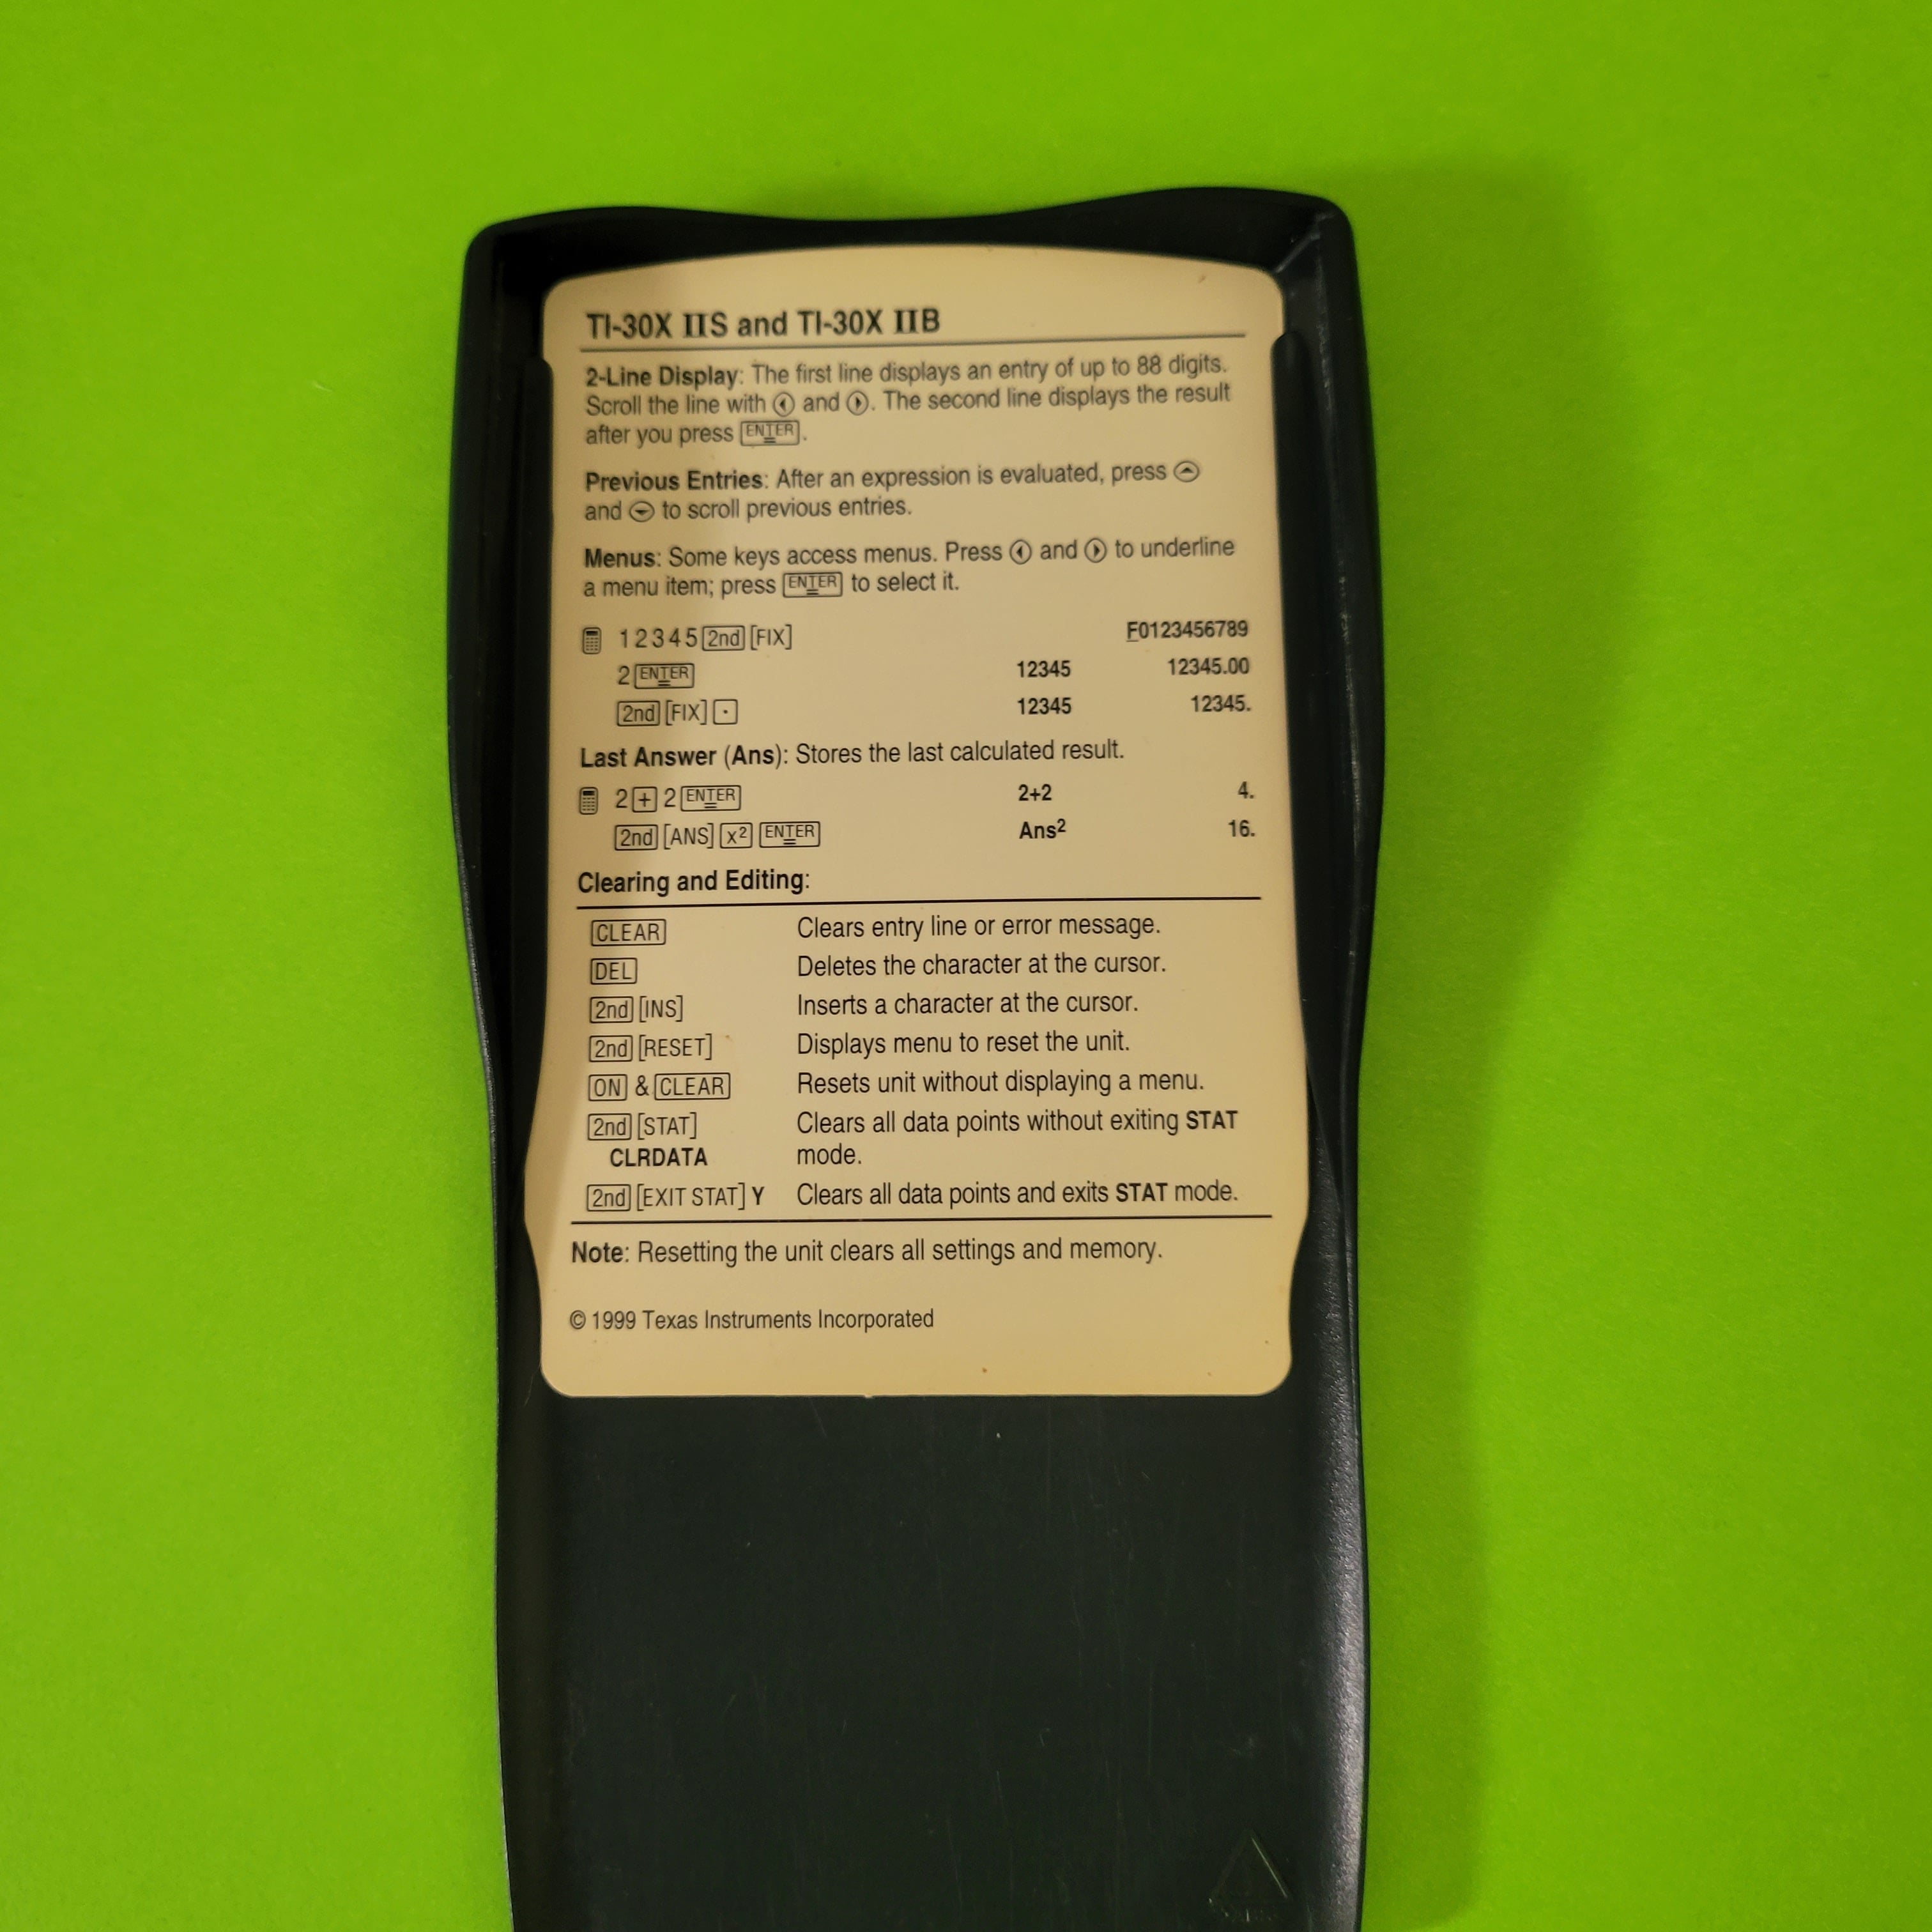 TI-30X IIS and TI-30X IIB
2-Line Display: The first line displays an entry of up to 88 digits.
Scroll the line with and . The second line displays the result
after you press ENTER.
Previous Entries: After an expression is evaluated, press
and to scroll previous entries.
Menus: Some keys access menus. Press and to underline
a menu item; press ENTER to select it.
12345 2nd [FIX] F0123456789
2 ENTER 12345 12345.00
2nd [FIX] . 12345 12345.
Last Answer (Ans): Stores the last calculated result.
2 + 2 ENTER 2+2 4.
2nd [ANS] x² ENTER Ans² 16.
Clearing and Editing:
CLEAR Clears entry line or error message.
DEL Deletes the character at the cursor.
2nd [INS] Inserts a character at the cursor.
2nd [RESET] Displays menu to reset the unit.
ON & CLEAR Resets unit without displaying a menu.
2nd [STAT] Clears all data points without exiting STAT
CLRDATA mode.
2nd [EXIT STAT] Y Clears all data points and exits STAT mode.
Note: Resetting the unit clears all settings and memory.
© 1999 Texas Instruments Incorporated